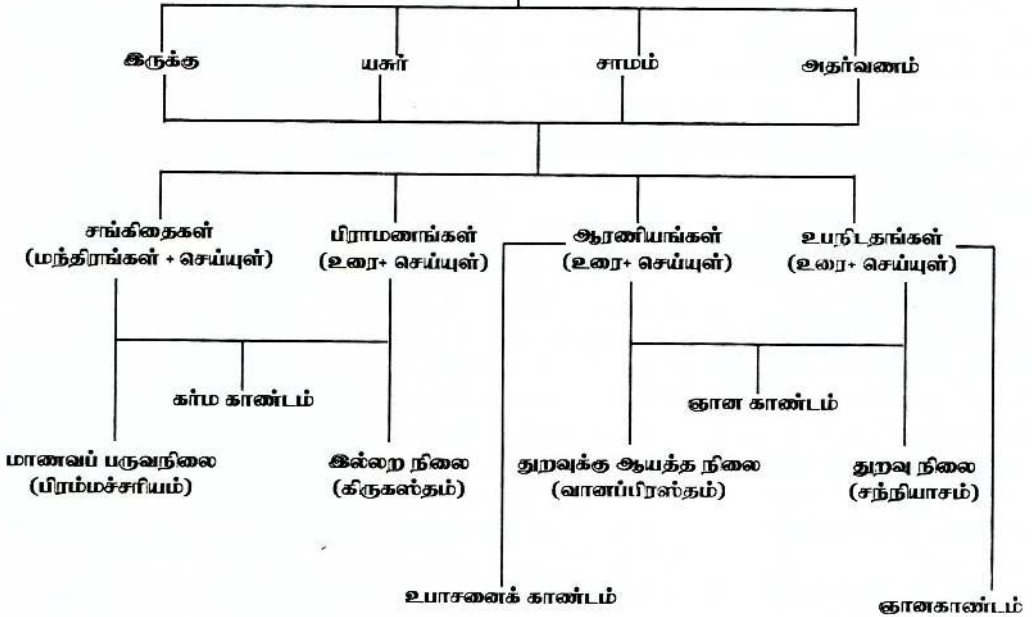 இருக்கு யசுர் சாமம் அதர்வணம்
சங்கிதைகள் பிராமணங்கள் ஆரணியங்கள் உபநிடதங்கள்
(மந்திரங்கள் + செய்யுள்) (உரை+ செய்யுள்) (உரை+ செய்யுள்) (உரை+ செய்யுள்)
கர்ம காண்டம் ஞான காண்டம்
மாணவப் பருவநிலை இல்லற நிலை துறவுக்கு ஆயத்த நிலை துறவு நிலை
(பிரம்மச்சரியம்) (கிருகஸ்தம்) (வானப்பிரஸ்தம்) (சந்நியாசம்)
உபாசனைக் காண்டம் ஞானகாண்டம்